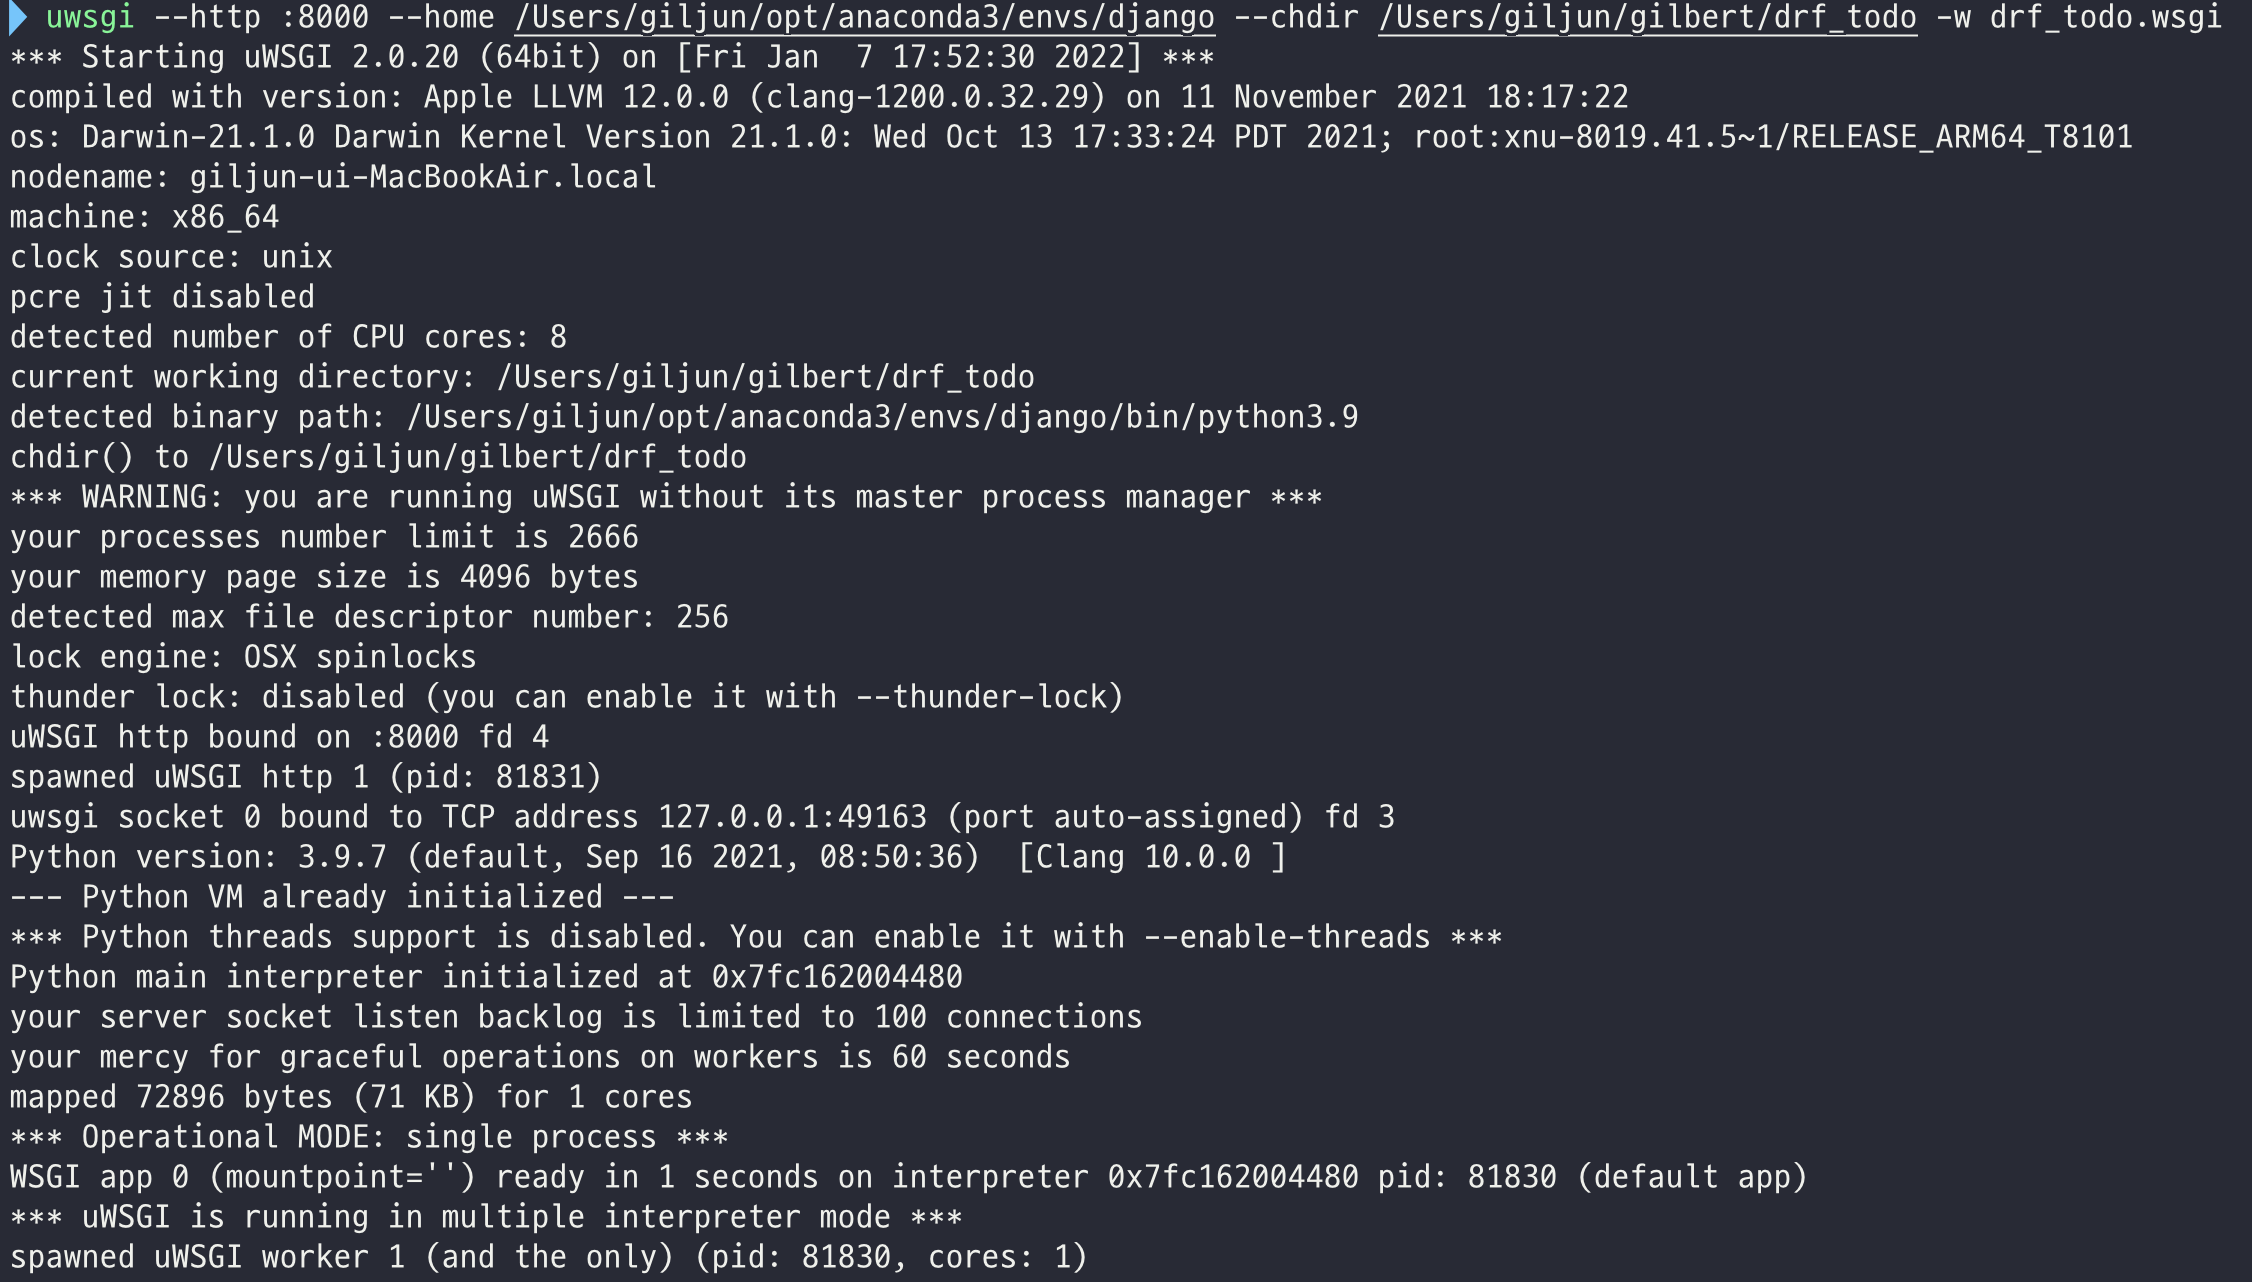 uwsgi --http :8000 --home /Users/giljun/opt/anaconda3/envs/django --chdir /Users/giljun/gilbert/drf_todo -w drf_todo.wsgi
*** Starting uWSGI 2.0.20 (64bit) on [Fri Jan  7 17:52:30 2022] ***
compiled with version: Apple LLVM 12.0.0 (clang-1200.0.32.29) on 11 November 2021 18:17:22
os: Darwin-21.1.0 Darwin Kernel Version 21.1.0: Wed Oct 13 17:33:24 PDT 2021; root:xnu-8019.41.5~1/RELEASE_ARM64_T8101
nodename: giljun-ui-MacBookAir.local
machine: x86_64
clock source: unix
pcre jit disabled
detected number of CPU cores: 8
current working directory: /Users/giljun/gilbert/drf_todo
detected binary path: /Users/giljun/opt/anaconda3/envs/django/bin/python3.9
chdir() to /Users/giljun/gilbert/drf_todo
*** WARNING: you are running uWSGI without its master process manager ***
your processes number limit is 2666
your memory page size is 4096 bytes
detected max file descriptor number: 256
lock engine: OSX spinlocks
thunder lock: disabled (you can enable it with --thunder-lock)
uWSGI http bound on :8000 fd 4
spawned uWSGI http 1 (pid: 81831)
uwsgi socket 0 bound to TCP address 127.0.0.1:49163 (port auto-assigned) fd 3
Python version: 3.9.7 (default, Sep 16 2021, 08:50:36)  [Clang 10.0.0 ]
--- Python VM already initialized ---
*** Python threads support is disabled. You can enable it with --enable-threads ***
Python main interpreter initialized at 0x7fc162004480
your server socket listen backlog is limited to 100 connections
your mercy for graceful operations on workers is 60 seconds
mapped 72896 bytes (71 KB) for 1 cores
*** Operational MODE: single process ***
WSGI app 0 (mountpoint='') ready in 1 seconds on interpreter 0x7fc162004480 pid: 81830 (default app)
*** uWSGI is running in multiple interpreter mode ***
spawned uWSGI worker 1 (and the only) (pid: 81830, cores: 1)